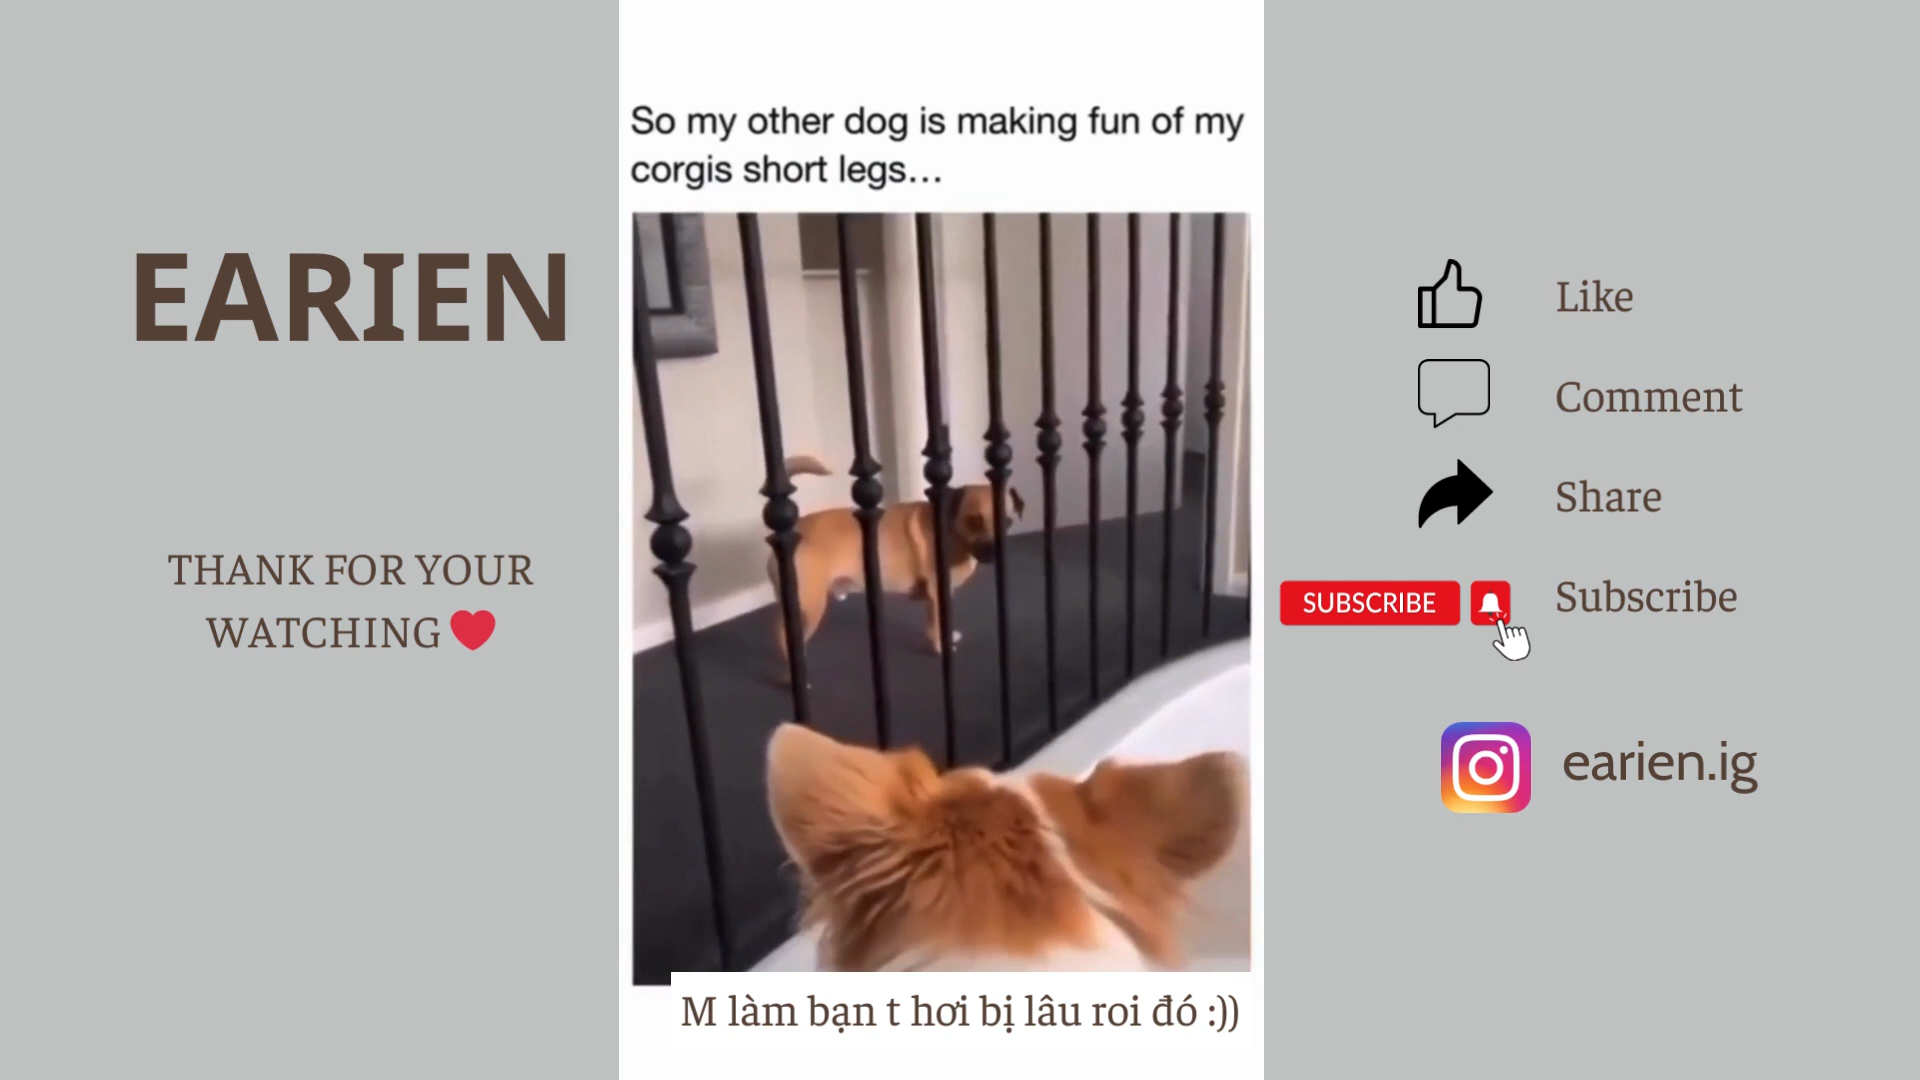 EARIEN
THANK FOR YOUR
WATCHING
So my other dog is making fun of my
corgis short legs...
M làm bạn t hơi bị lâu roi đó :))
Like
Comment
Share
SUBSCRIBE
Subscribe
earien.ig